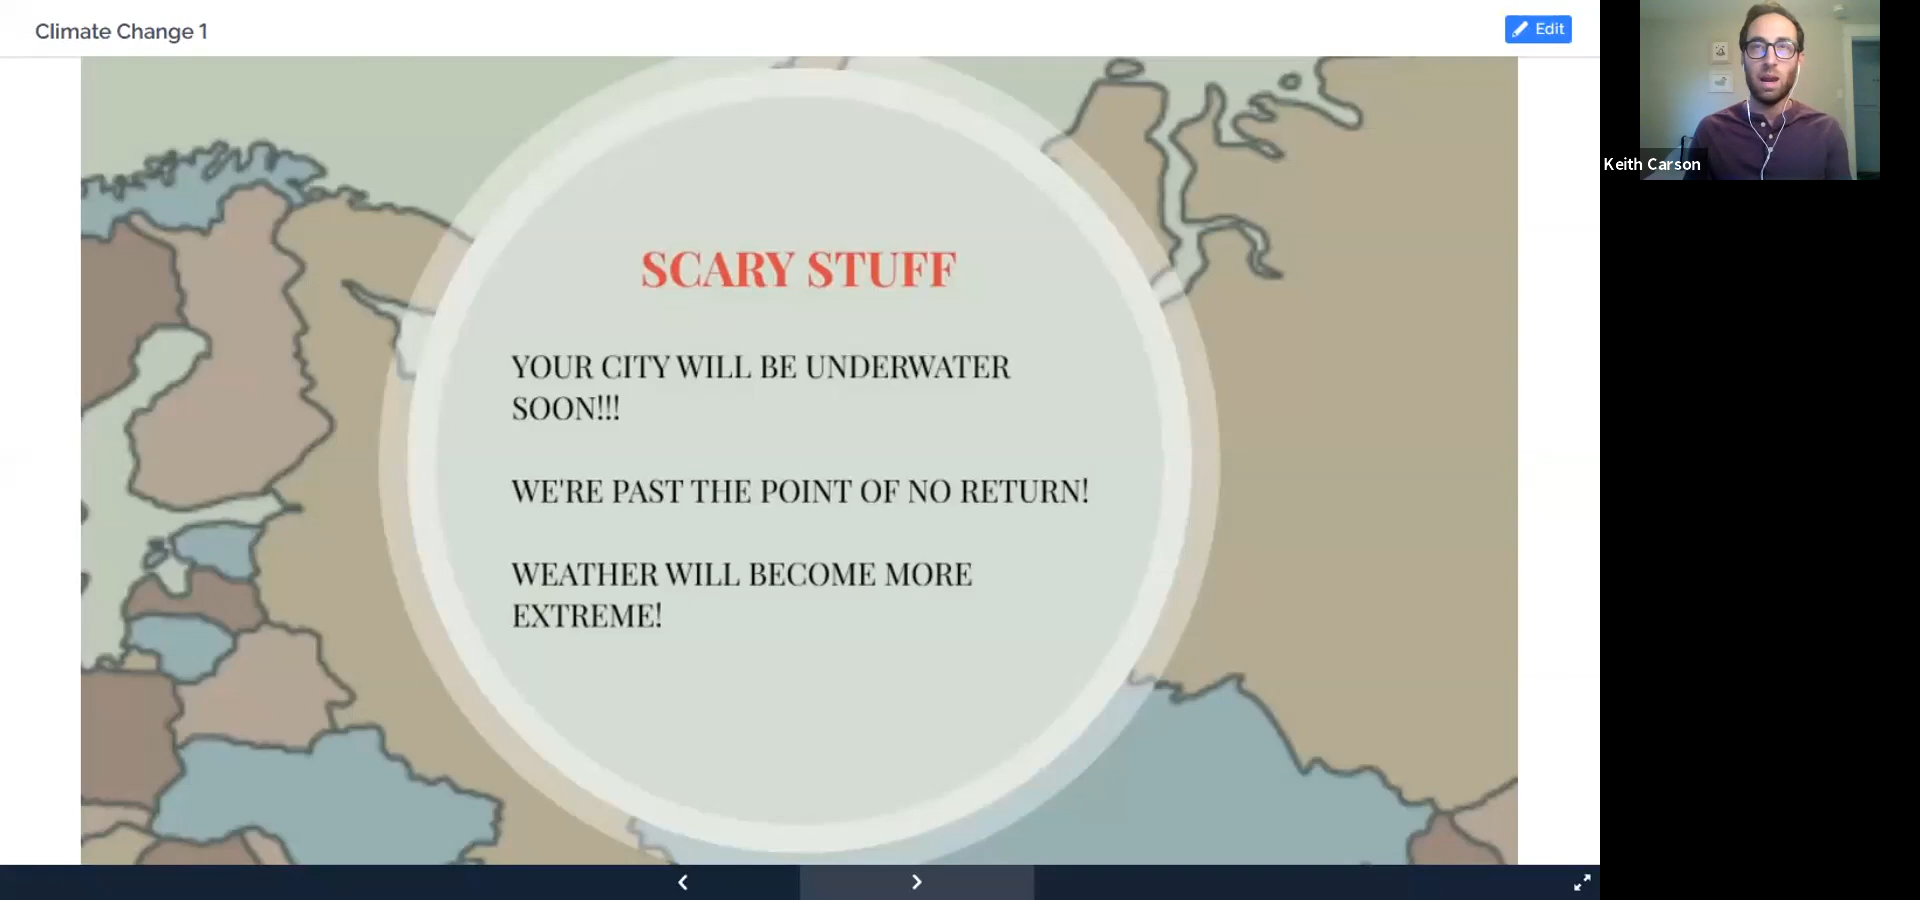 Climate Change 1
Edit
Keith Carson
SCARY STUFF
YOUR CITY WILL BE UNDERWATER
SOON!!!
WE'RE PAST THE POINT OF NO RETURN!
WEATHER WILL BECOME MORE
EXTREME!